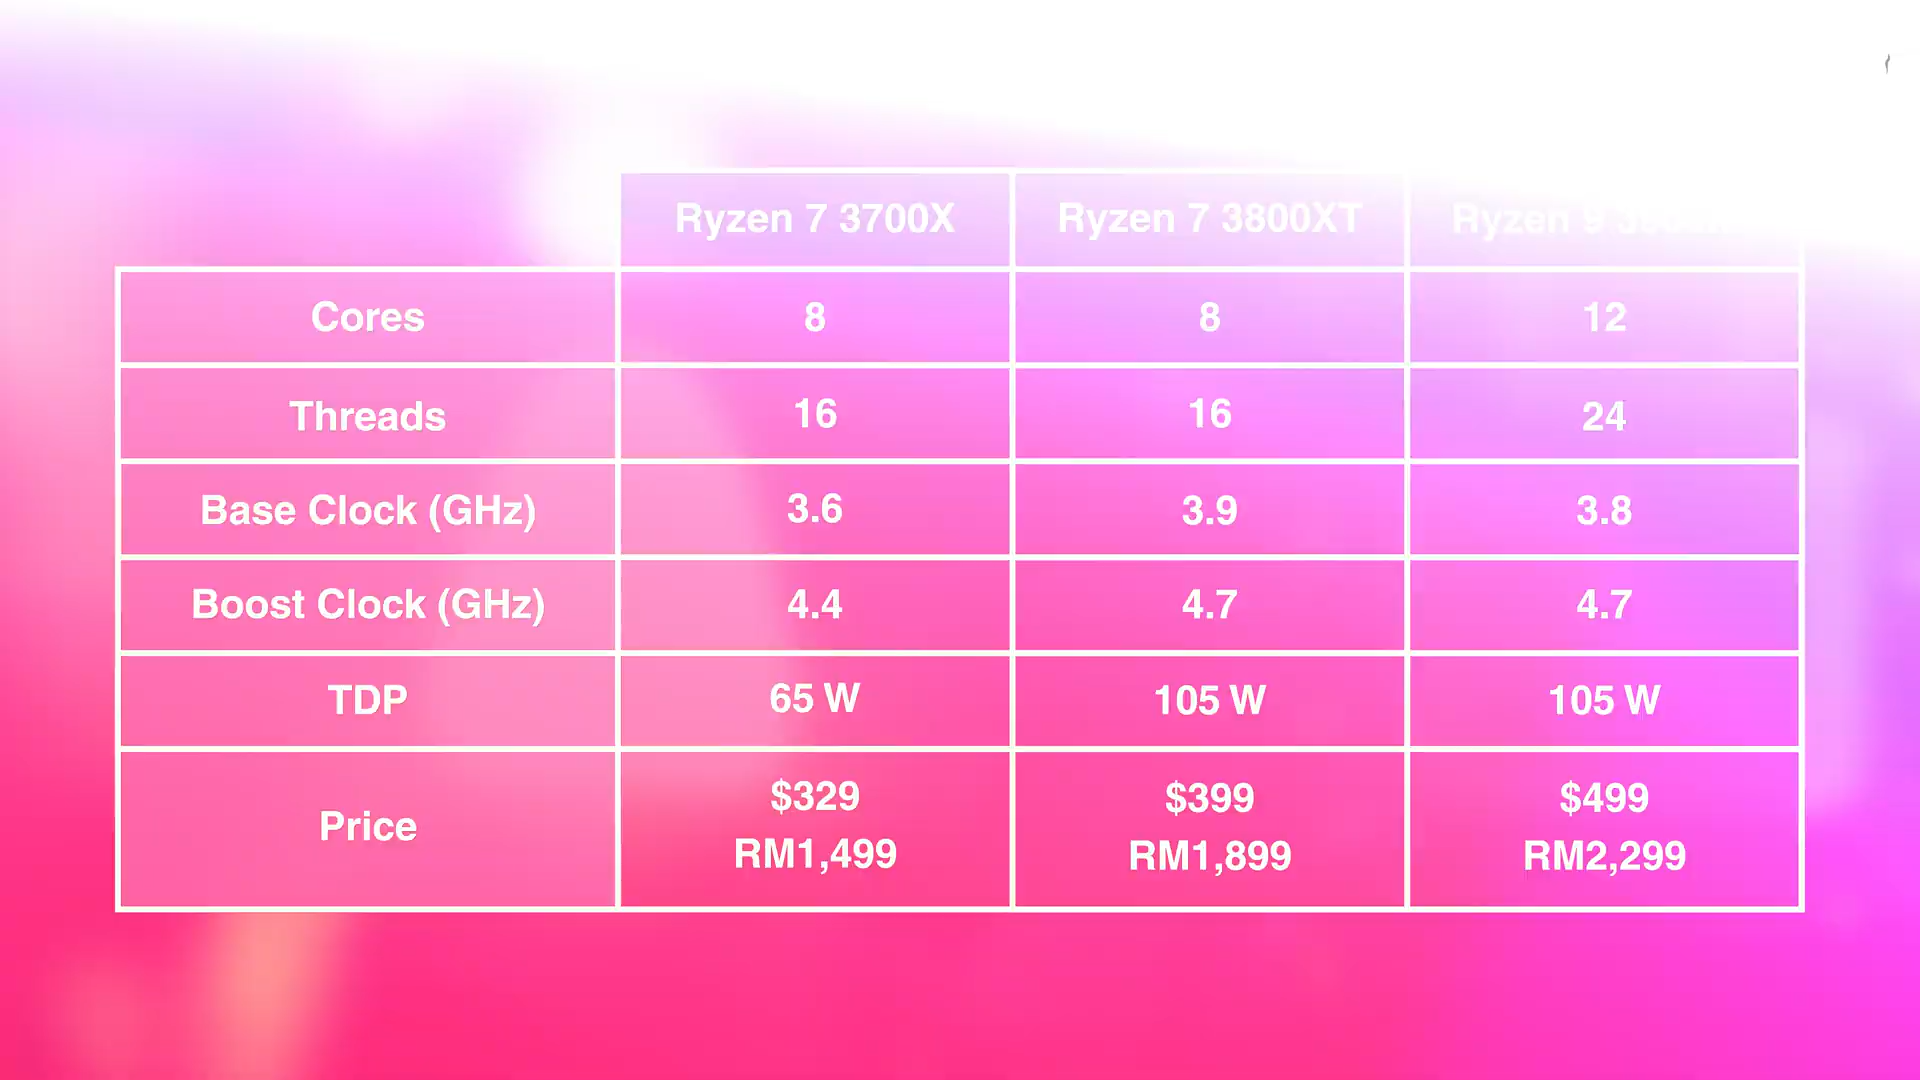 Ryzen 7 3700X Ryzen 7 3800XT Ryzen 9
Cores 8 8 12
Threads 16 16 24
Base Clock (GHz) 3.6 3.9 3.8
Boost Clock (GHz) 4.4 4.7 4.7
TDP 65 W 105 W 105 W
Price $329 $399 $499
RM1,499 RM1,899 RM2,299